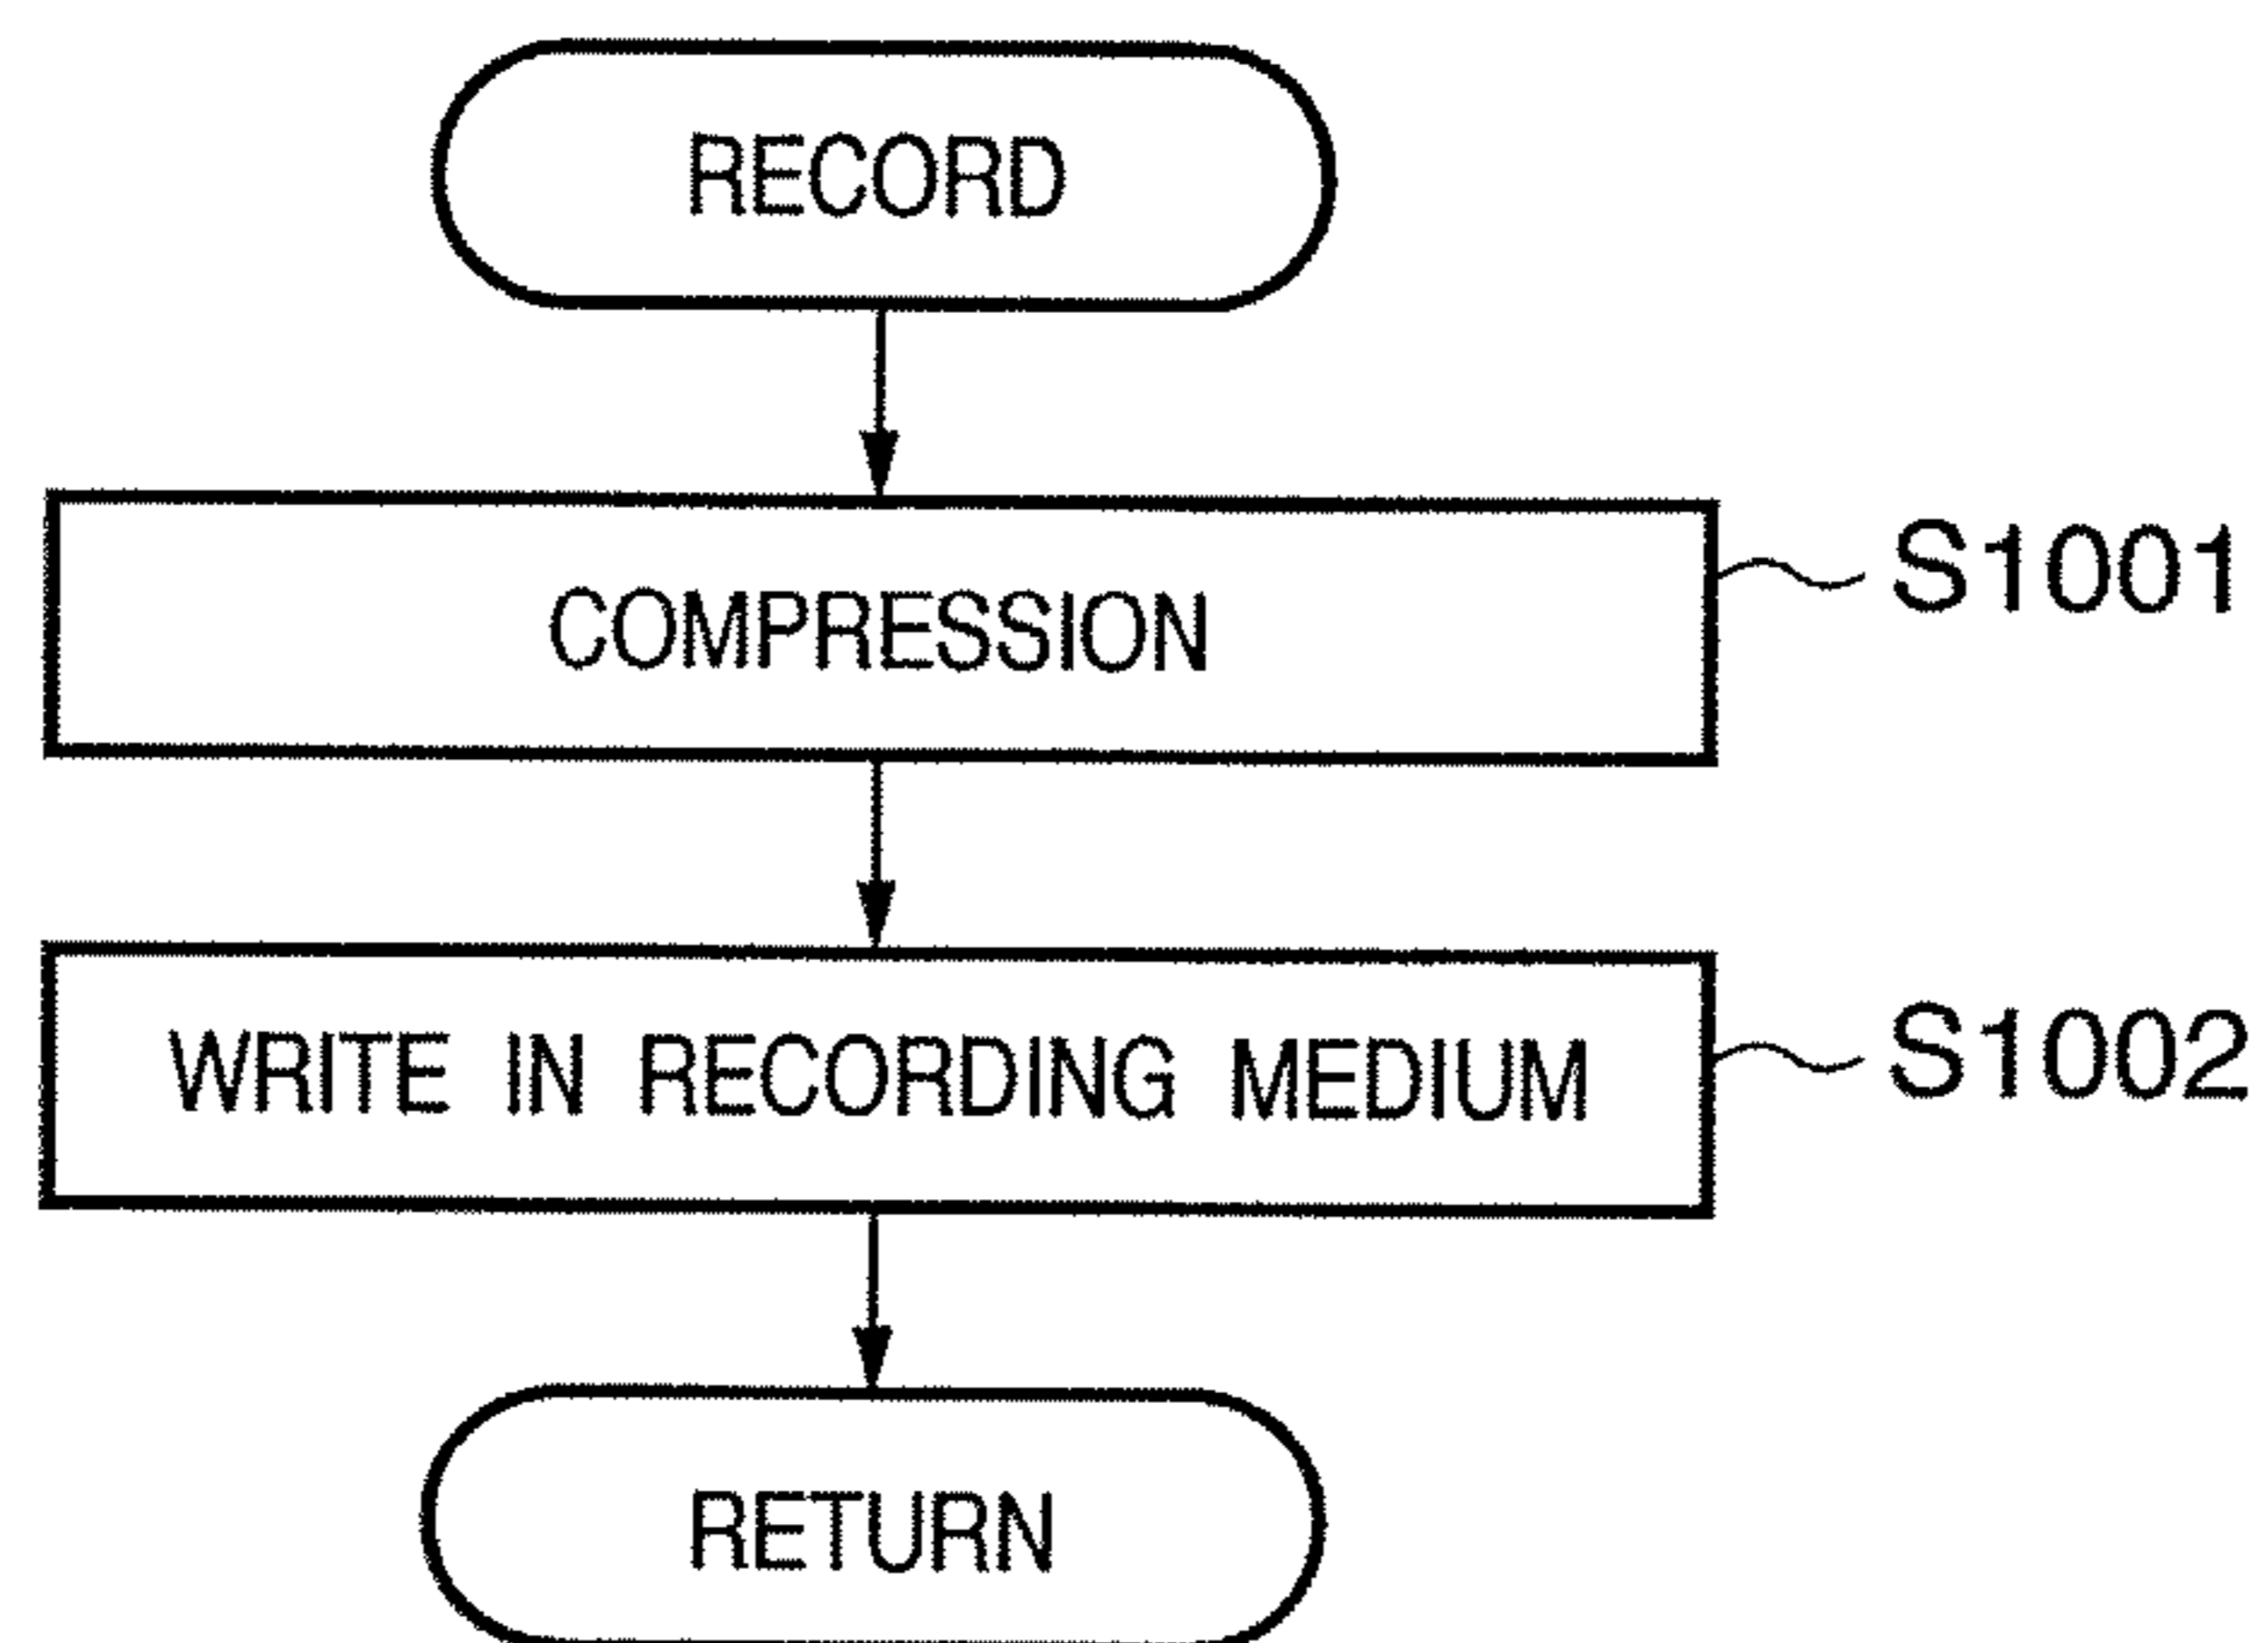 RECORD
COMPRESSION
S1001
WRITE IN RECORDING MEDIUM
S1002
RETURN